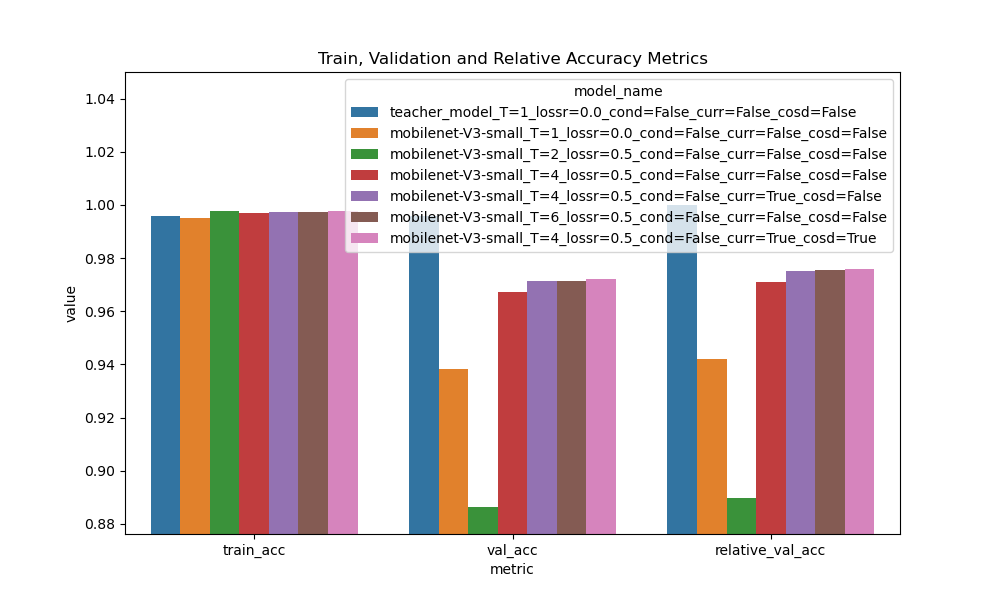 Train, Validation and Relative Accuracy Metrics
model_name
teacher_model_T=1_lossr=0.0_cond=False_curr=False_cosd=False
mobilenet-V3-small_T=1_lossr=0.0_cond=False_curr=False_cosd=False
mobilenet-V3-small_T=2_lossr=0.5_cond=False_curr=False_cosd=False
mobilenet-V3-small_T=4_lossr=0.5_cond=False_curr=False_cosd=False
mobilenet-V3-small_T=4_lossr=0.5_cond=False_curr=True_cosd=False
mobilenet-V3-small_T=6_lossr=0.5_cond=False_curr=False_cosd=False
mobilenet-V3-small_T=4_lossr=0.5_cond=False_curr=True_cosd=True
value
1.04
1.02
1.00
0.98
0.96
0.94
0.92
0.90
0.88
train_acc
val_acc
relative_val_acc
metric